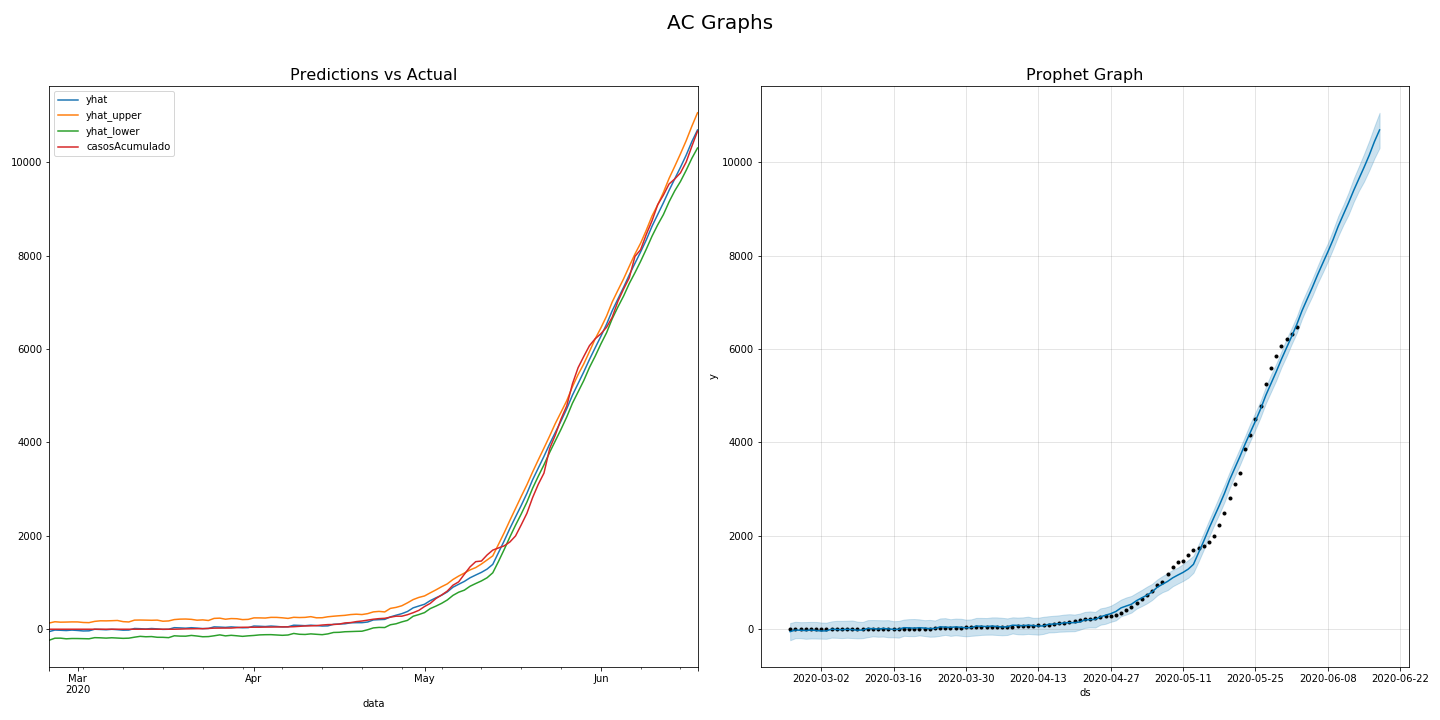 AC Graphs
Predictions vs Actual
yhat
yhat_upper
yhat_lower
casosAcumulado
10000
8000
6000
4000
2000
0
Mar
2020
Apr
May
Jun
data
Prophet Graph
y
10000
8000
6000
4000
2000
0
2020-03-02
2020-03-16
2020-03-30
2020-04-13
2020-04-27
2020-05-11
2020-05-25
2020-06-08
2020-06-22
ds